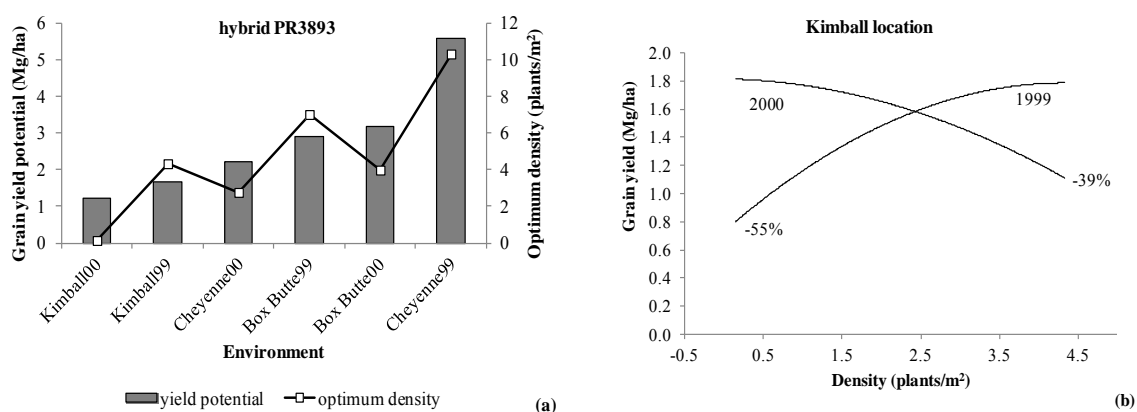 hybrid PR3893
Grain yield potential (Mg/ha)
6
5
4
3
2
1
0
12
10
8
6
4
2
0
Optimum density (plants/m²)
Kimball00
Kimball99
Cheyenne00
Box Butte99
Box Butte00
Cheyenne99
Environment
yield potential
optimum density
(a)
Kimball location
Grain yield (Mg/ha)
2.0
1.8
1.6
1.4
1.2
1.0
0.8
0.6
0.4
0.2
0.0
2000
1999
-39%
-55%
-0.5
0.5
1.5
2.5
3.5
4.5
Density (plants/m²)
(b)